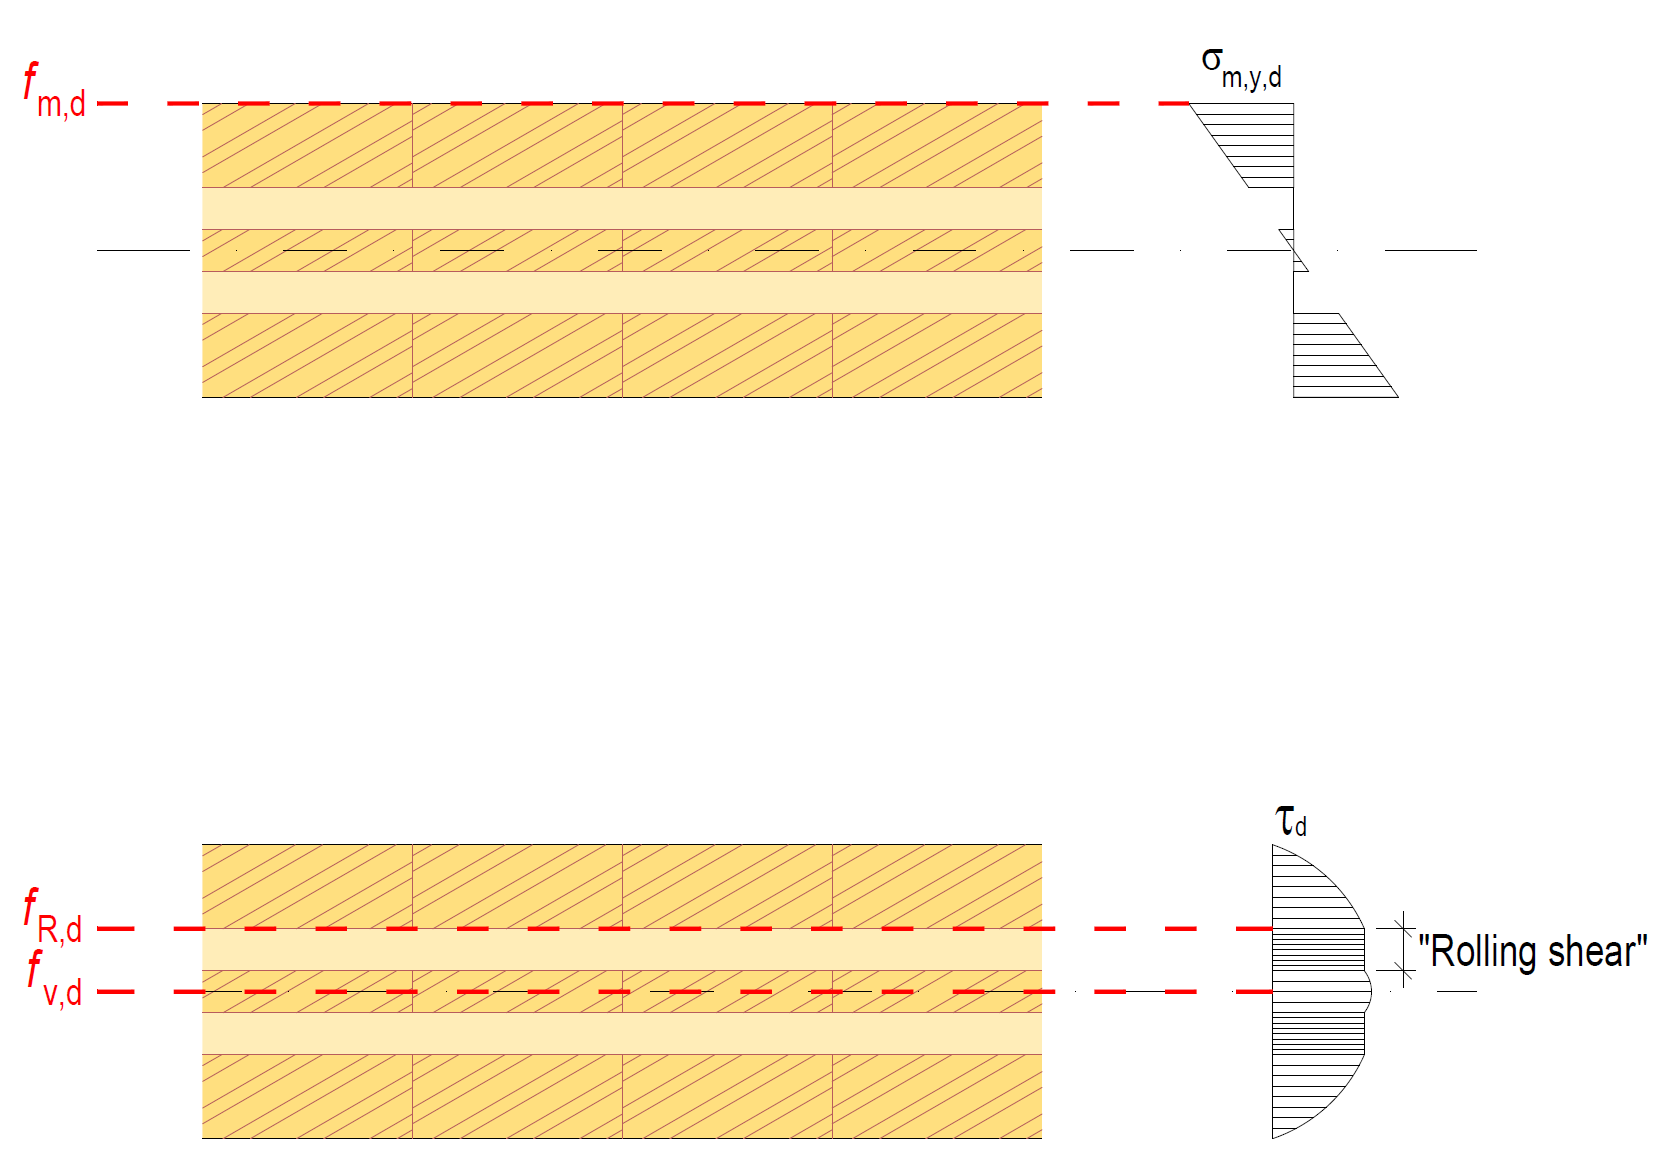 σm,y,d
fm,d
τd
fR,d
"Rolling shear"
fv,d